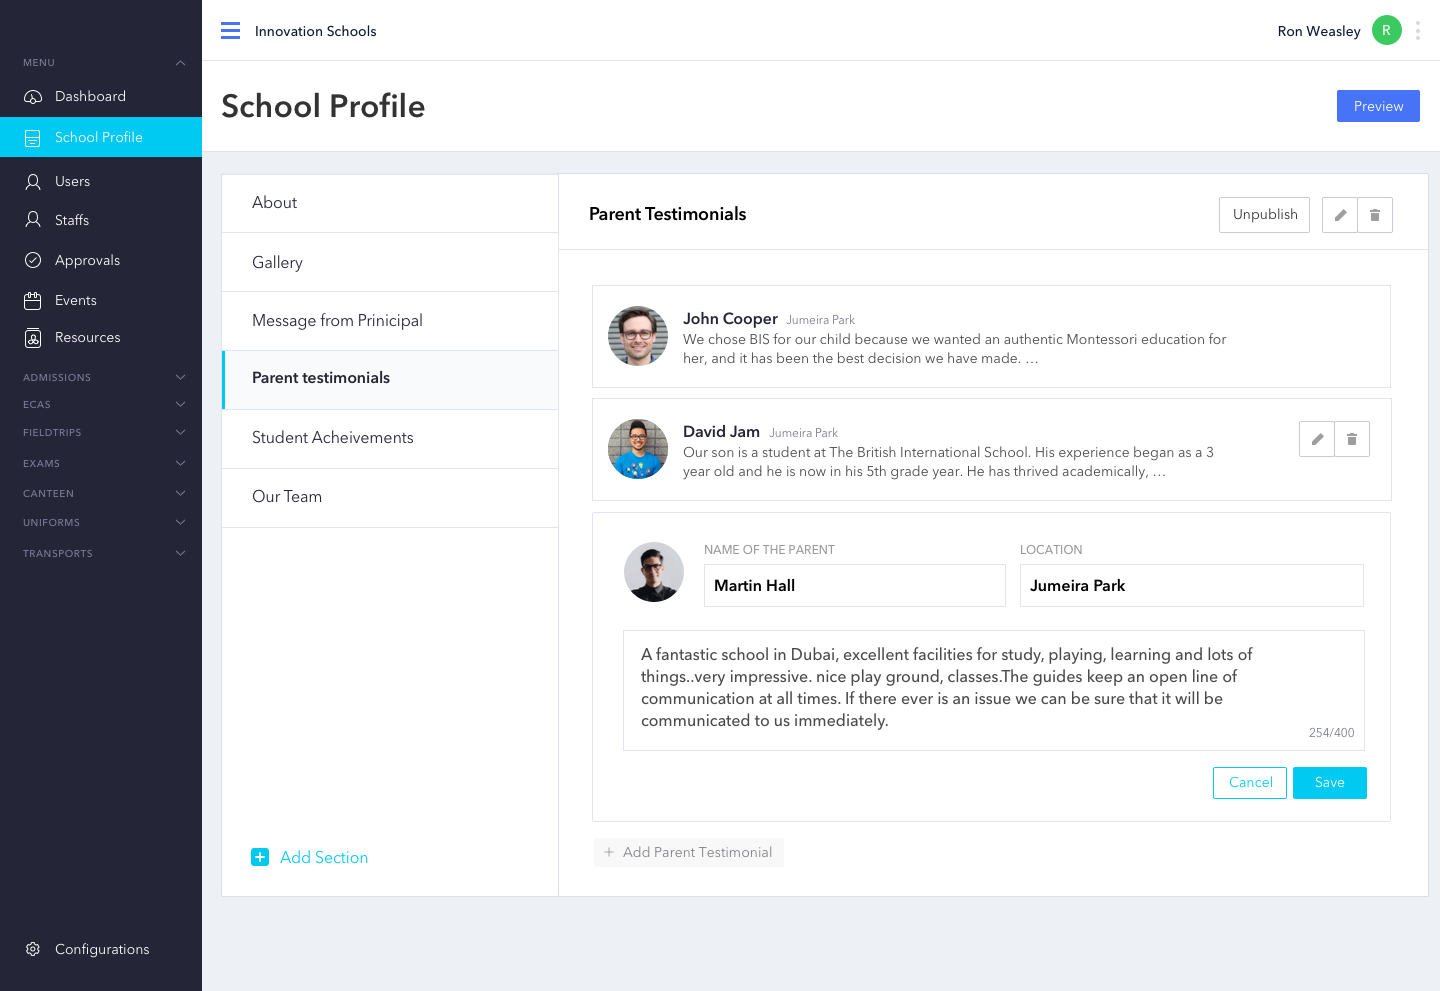 Innovation Schools
Ron Weasley
R
MENU
Dashboard
School Profile
Users
Staffs
Approvals
Events
Resources
ADMISSIONS
ECAS
FIELDTRIPS
EXAMS
CANTEEN
UNIFORMS
TRANSPORTS
Configurations
School Profile
Preview
About
Gallery
Message from Prinicipal
Parent testimonials
Student Acheivements
Our Team
Add Section
Parent Testimonials
Unpublish
John Cooper Jumeira Park
We chose BIS for our child because we wanted an authentic Montessori education for
her, and it has been the best decision we have made. ...
David Jam Jumeira Park
Our son is a student at The British International School. His experience began as a 3
year old and he is now in his 5th grade year. He has thrived academically, ...
NAME OF THE PARENT
Martin Hall
LOCATION
Jumeira Park
A fantastic school in Dubai, excellent facilities for study, playing, learning and lots of
things..very impressive. nice play ground, classes.The guides keep an open line of
communication at all times. If there ever is an issue we can be sure that it will be
communicated to us immediately.
254/400
Cancel
Save
+ Add Parent Testimonial